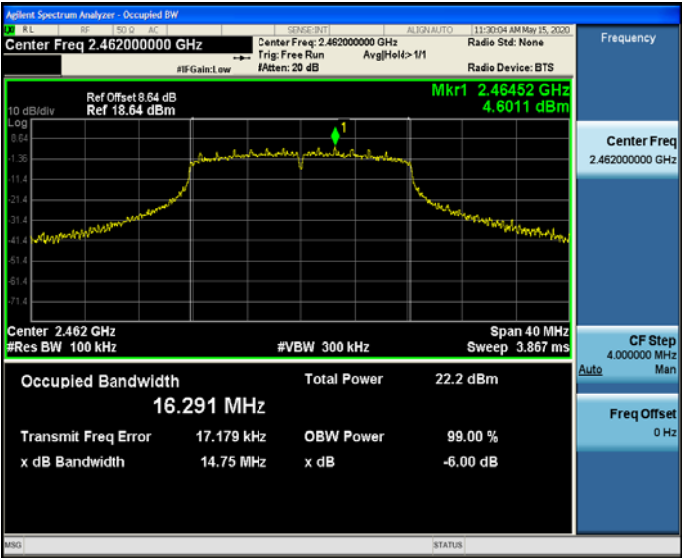 Agilent Spectrum Analyzer - Occupied BW
RL RF 50 Ω AC SENSE:INT ALIGN AUTO 11:30:04 AM May 15, 2020
Center Freq 2.462000000 GHz
Center Freq: 2.462000000 GHz
Radio Std: None
Trig: Free Run Avg|Hold:> 1/1
#IFGain:Low
#Atten: 20 dB
Radio Device: BTS
Frequency
Ref Offset 8.64 dB
Mkr1 2.46452 GHz
10 dB/div Ref 18.64 dBm
4.6011 dBm
Log
1
8.64
-1.36
-11.4
-21.4
-31.4
-41.4
-51.4
-61.4
-71.4
Center 2.462 GHz
Span 40 MHz
#Res BW 100 kHz
#VBW 300 kHz
Sweep 3.867 ms
Occupied Bandwidth
Total Power 22.2 dBm
16.291 MHz
Transmit Freq Error 17.179 kHz
OBW Power 99.00 %
x dB Bandwidth 14.75 MHz
x dB -6.00 dB
Center Freq
2.462000000 GHz
CF Step
4.000000 MHz
Auto Man
Freq Offset
0 Hz
MSG
STATUS